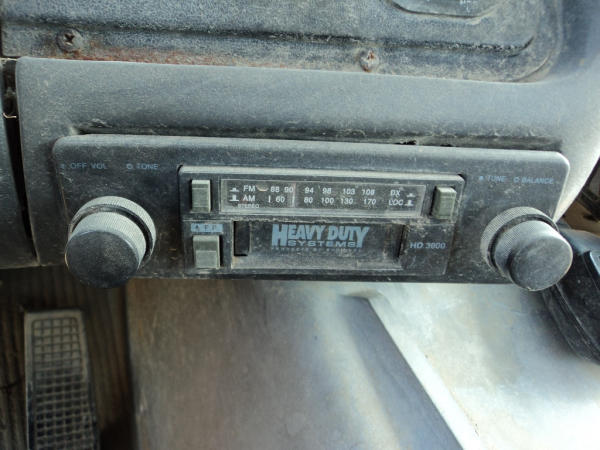 OFF VOL TONE
FM 88 90 94 98 103 108 DX
AM 60 80 100 130 170 LOC
STEREO
TUNE BALANCE
HEAVY DUTY
SYSTEMS
HD 3600